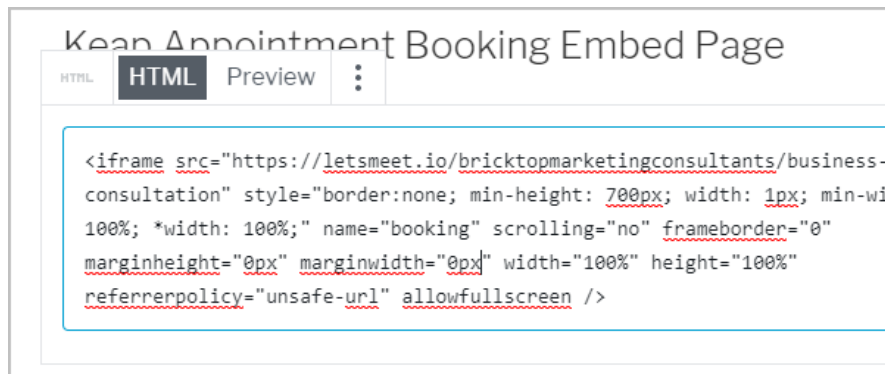 Keap Appointment Booking Embed Page
HTML HTML Preview
<iframe src="https://letsmeet.io/bricktopmarketingconsultants/business-
consultation" style="border:none; min-height: 700px; width: 1px; min-wi
100%; *width: 100%;" name="booking" scrolling="no" frameborder="0"
marginheight="0px" marginwidth="0px" width="100%" height="100%"
referrerpolicy="unsafe-url" allowfullscreen />